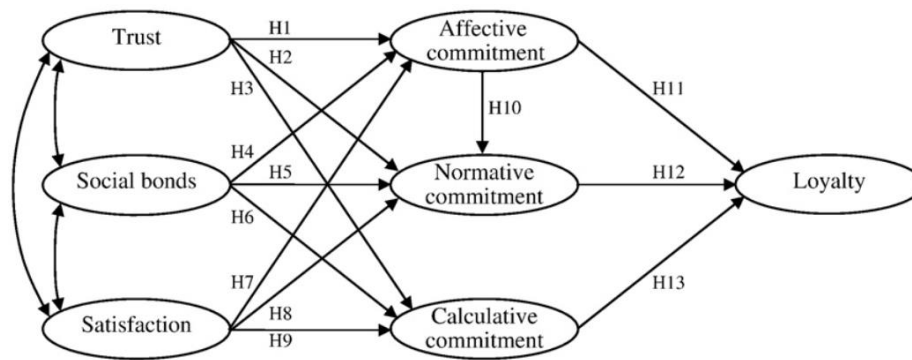 Trust
H1
Affective
commitment
H2
H3
H11
H10
H4
Social bonds
H5
Normative
commitment
H12
Loyalty
H6
H7
H13
Satisfaction
H8
H9
Calculative
commitment